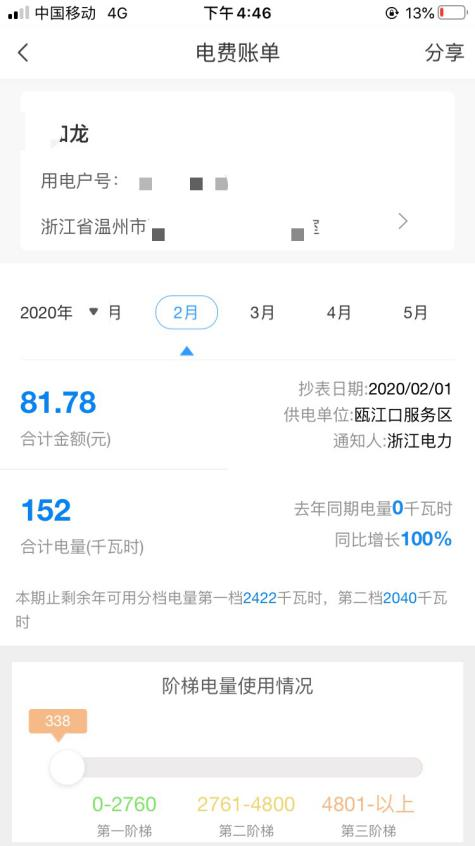 中国移动 4G 下午4:46 13%
电费账单 分享
龙
用电户号：
浙江省温州市
2020年 月 2月 3月 4月 5月
81.78 抄表日期:2020/02/01
合计金额(元) 供电单位:瓯江口服务区
通知人:浙江电力
152 去年同期电量0千瓦时
合计电量(千瓦时) 同比增长100%
本期止剩余年可用分档电量第一档2422千瓦时，第二档2040千瓦
时
阶梯电量使用情况
338
0-2760 2761-4800 4801-以上
第一阶梯 第二阶梯 第三阶梯